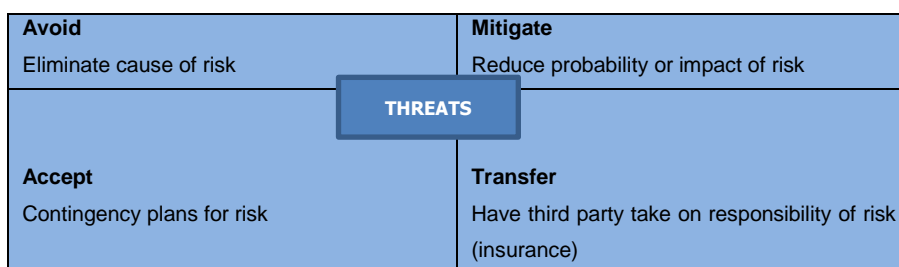 Avoid
Eliminate cause of risk
Mitigate
Reduce probability or impact of risk
THREATS
Accept
Contingency plans for risk
Transfer
Have third party take on responsibility of risk
(insurance)